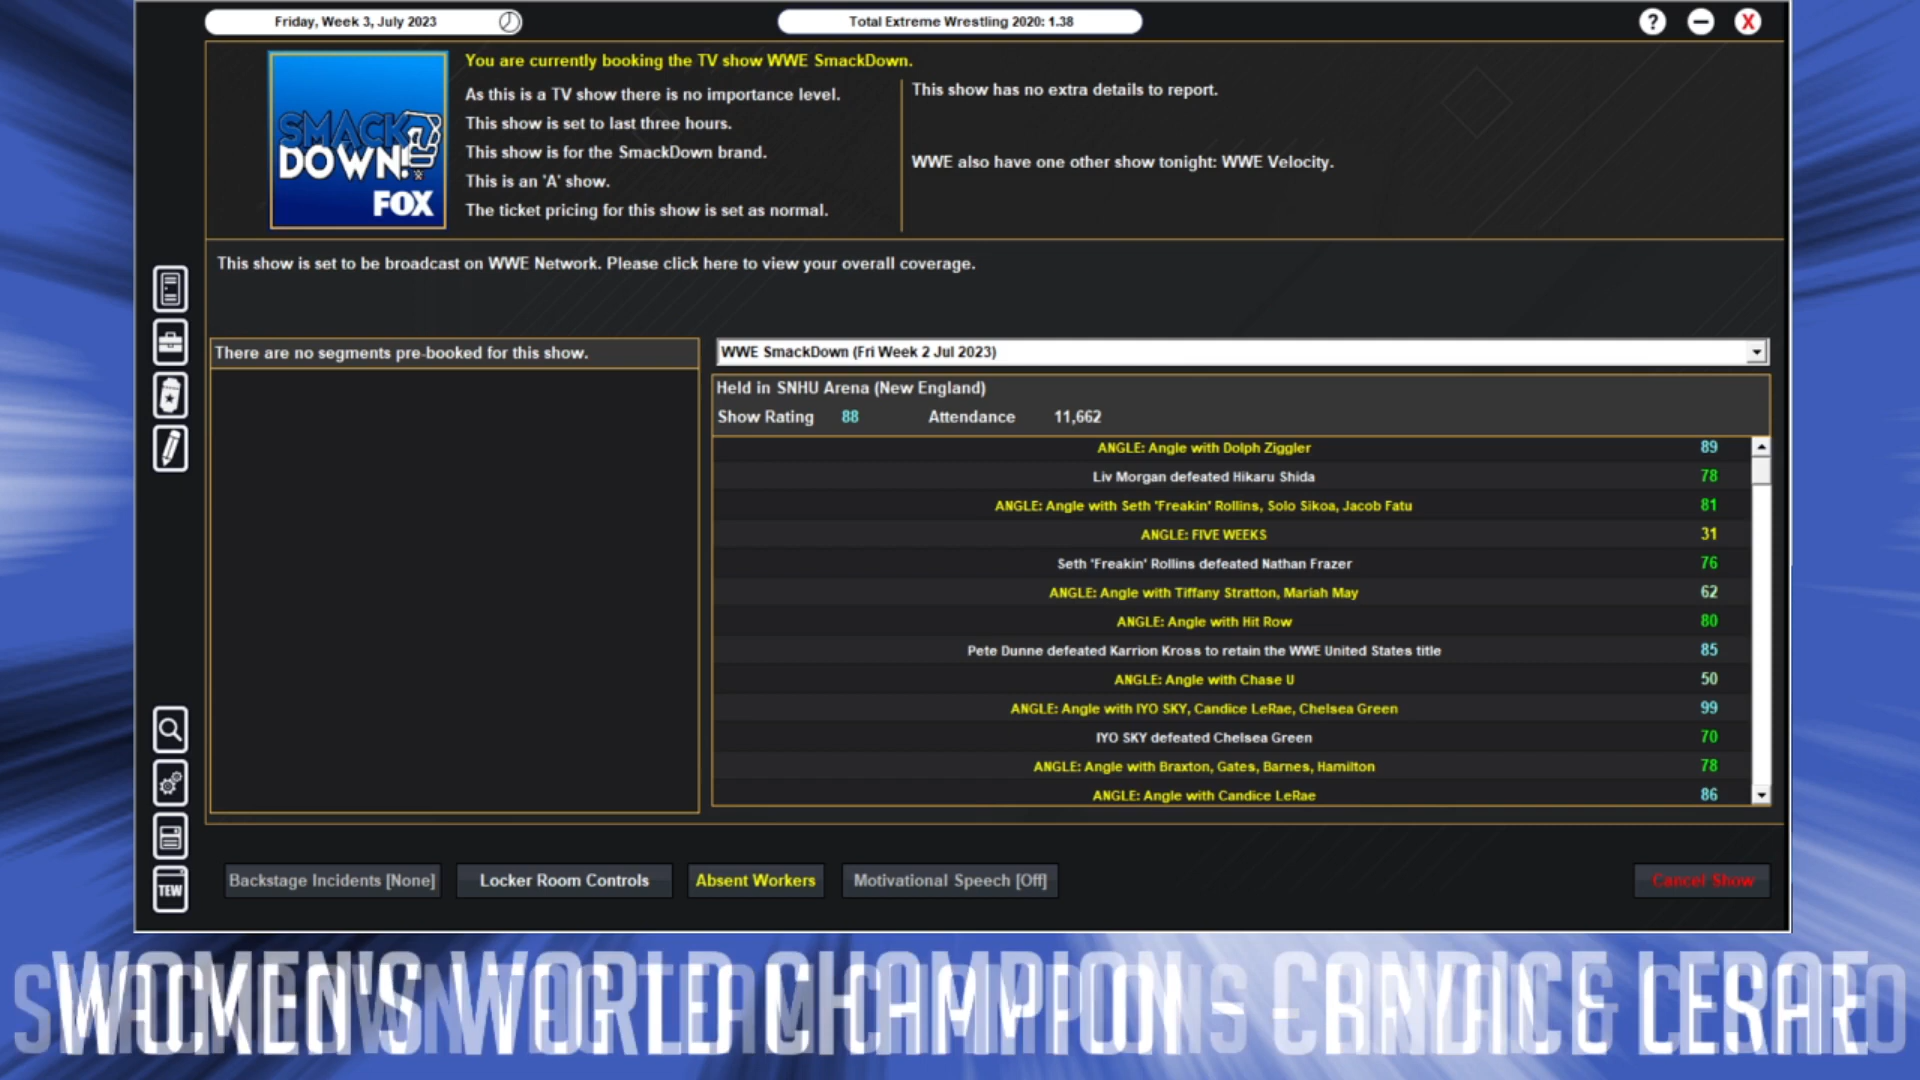 Friday, Week 3, July 2023
Total Extreme Wrestling 2020: 1.38
?
X
SMACK
DOWN!
FOX
You are currently booking the TV show WWE SmackDown.
As this is a TV show there is no importance level.
This show is set to last three hours.
This show is for the SmackDown brand.
This is an 'A' show.
The ticket pricing for this show is set as normal.
This show has no extra details to report.
WWE also have one other show tonight: WWE Velocity.
This show is set to be broadcast on WWE Network. Please click here to view your overall coverage.
There are no segments pre-booked for this show.
WWE SmackDown (Fri Week 2 Jul 2023)
Held in SNHU Arena (New England)
Show Rating 88 Attendance 11,662
ANGLE: Angle with Dolph Ziggler 89
Liv Morgan defeated Hikaru Shida 78
ANGLE: Angle with Seth 'Freakin' Rollins, Solo Sikoa, Jacob Fatu 81
ANGLE: FIVE WEEKS 31
Seth 'Freakin' Rollins defeated Nathan Frazer 76
ANGLE: Angle with Tiffany Stratton, Mariah May 62
ANGLE: Angle with Hit Row 80
Pete Dunne defeated Karrion Kross to retain the WWE United States title 85
ANGLE: Angle with Chase U 50
ANGLE: Angle with IYO SKY, Candice LeRae, Chelsea Green 99
IYO SKY defeated Chelsea Green 70
ANGLE: Angle with Braxton, Gates, Barnes, Hamilton 78
ANGLE: Angle with Candice LeRae 86
TEW
Backstage Incidents [None]
Locker Room Controls
Absent Workers
Motivational Speech [Off]
Cancel Show
WOMEN'S WORLD CHAMPION - CANDICE LERAE